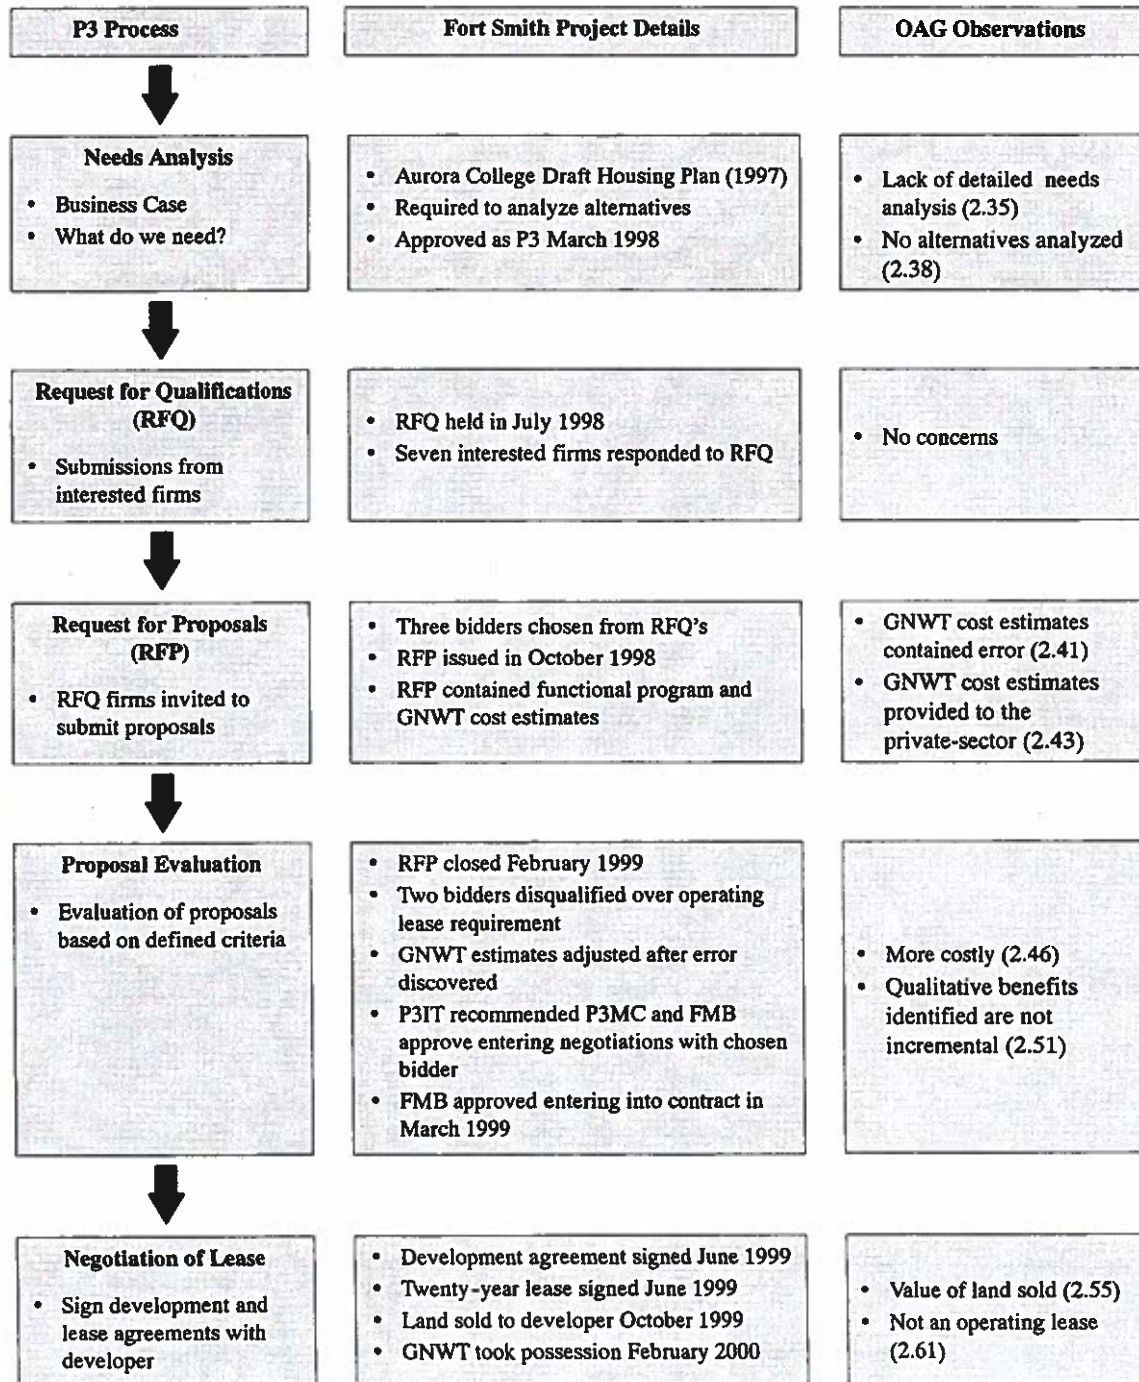 P3 Process
Fort Smith Project Details
OAG Observations
Needs Analysis
• Business Case
• What do we need?
• Aurora College Draft Housing Plan (1997)
• Required to analyze alternatives
• Approved as P3 March 1998
• Lack of detailed needs
analysis (2.35)
• No alternatives analyzed
(2.38)
Request for Qualifications
(RFQ)
• Submissions from
interested firms
• RFQ held in July 1998
• Seven interested firms responded to RFQ
• No concerns
Request for Proposals
(RFP)
• RFQ firms invited to
submit proposals
• Three bidders chosen from RFQ's
• RFP issued in October 1998
• RFP contained functional program and
GNWT cost estimates
• GNWT cost estimates
contained error (2.41)
• GNWT cost estimates
provided to the
private-sector (2.43)
Proposal Evaluation
• Evaluation of proposals
based on defined criteria
• RFP closed February 1999
• Two bidders disqualified over operating
lease requirement
• GNWT estimates adjusted after error
discovered
• P3IT recommended P3MC and FMB
approve entering negotiations with chosen
bidder
• FMB approved entering into contract in
March 1999
• More costly (2.46)
• Qualitative benefits
identified are not
incremental (2.51)
Negotiation of Lease
• Sign development and
lease agreements with
developer
• Development agreement signed June 1999
• Twenty-year lease signed June 1999
• Land sold to developer October 1999
• GNWT took possession February 2000
• Value of land sold (2.55)
• Not an operating lease
(2.61)